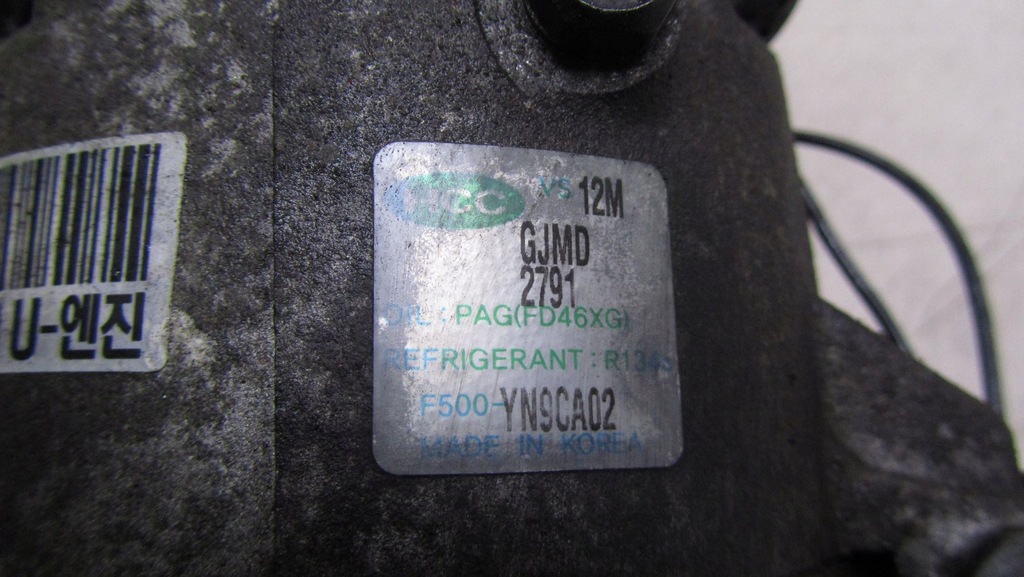 U-엔진
VS 12M
GJMD
2791
OIL : PAG(FD46XG)
REFRIGERANT : R134a
F500-YN9CA02
MADE IN KOREA